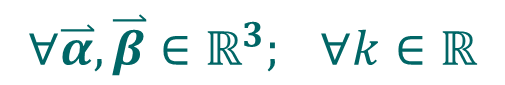 ∀α⃗, β⃗ ∈ ℝ³; ∀k ∈ ℝ